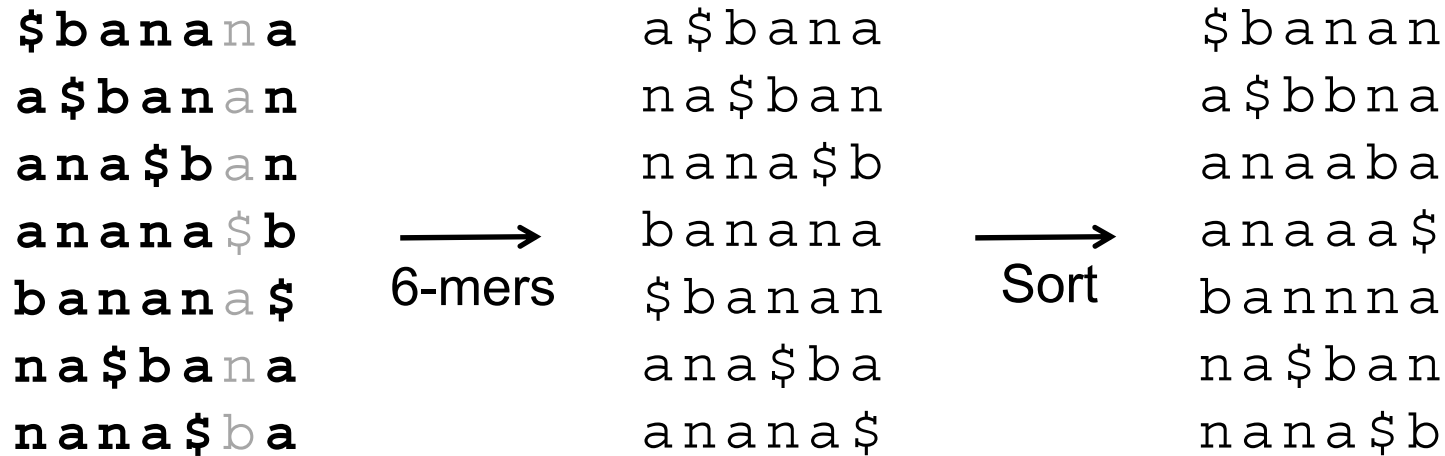 $banana a$bana $banan
a$banan na$ban a$bbna
ana$ban nana$b anaaba
anana$b banana anaaa$
6-mers Sort
banana$ $banan bannna
na$bana ana$ba na$ban
nana$ba anana$ nana$b